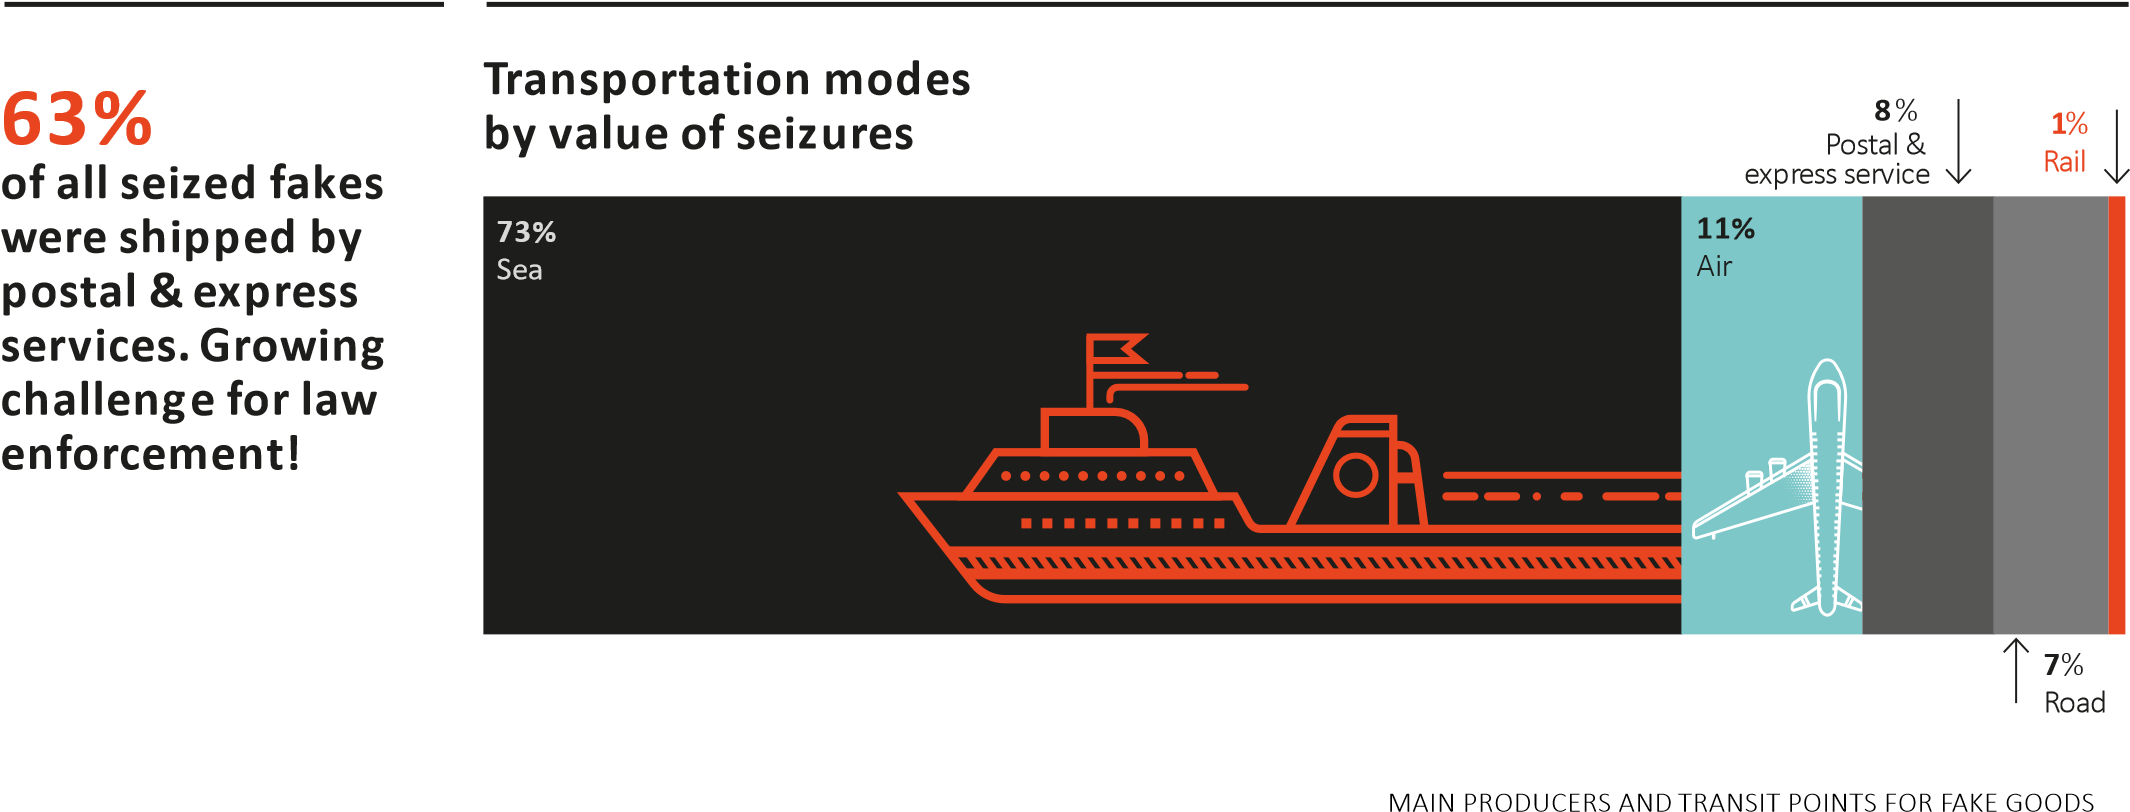 63%
of all seized fakes
were shipped by
postal & express
services. Growing
challenge for law
enforcement!
Transportation modes
by value of seizures
73%
Sea
11%
Air
8%
Postal &
express service
1%
Rail
7%
Road
MAIN PRODUCERS AND TRANSIT POINTS FOR FAKE GOODS